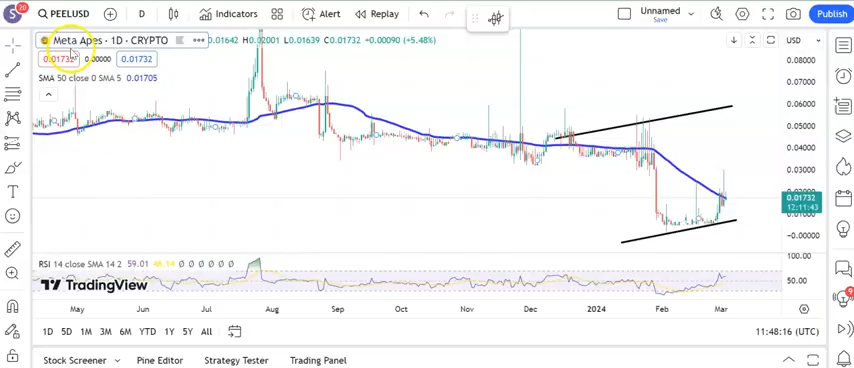 S 20 PEELUSD D Indicators Alert Replay Unnamed Save Publish
Meta Apes · 1D · CRYPTO 0.01642 H0.02001 L0.01639 C0.01732 +0.00090 (+5.48%) USD
0.01732 0.00000 0.01732
SMA 50 close 0 SMA 5 0.01705
0.08000
0.07000
0.06000
0.05000
0.04000
0.03000
0.01732
12:11:43
0.01000
−0.00000
RSI 14 close SMA 14 2 59.01 46.14 Ø Ø Ø Ø Ø Ø
100.00
50.00
TradingView
May Jun Jul Aug Sep Oct Nov Dec 2024 Feb Mar
1D 5D 1M 3M 6M YTD 1Y 5Y All 11:48:16 (UTC)
Stock Screener Pine Editor Strategy Tester Trading Panel
9